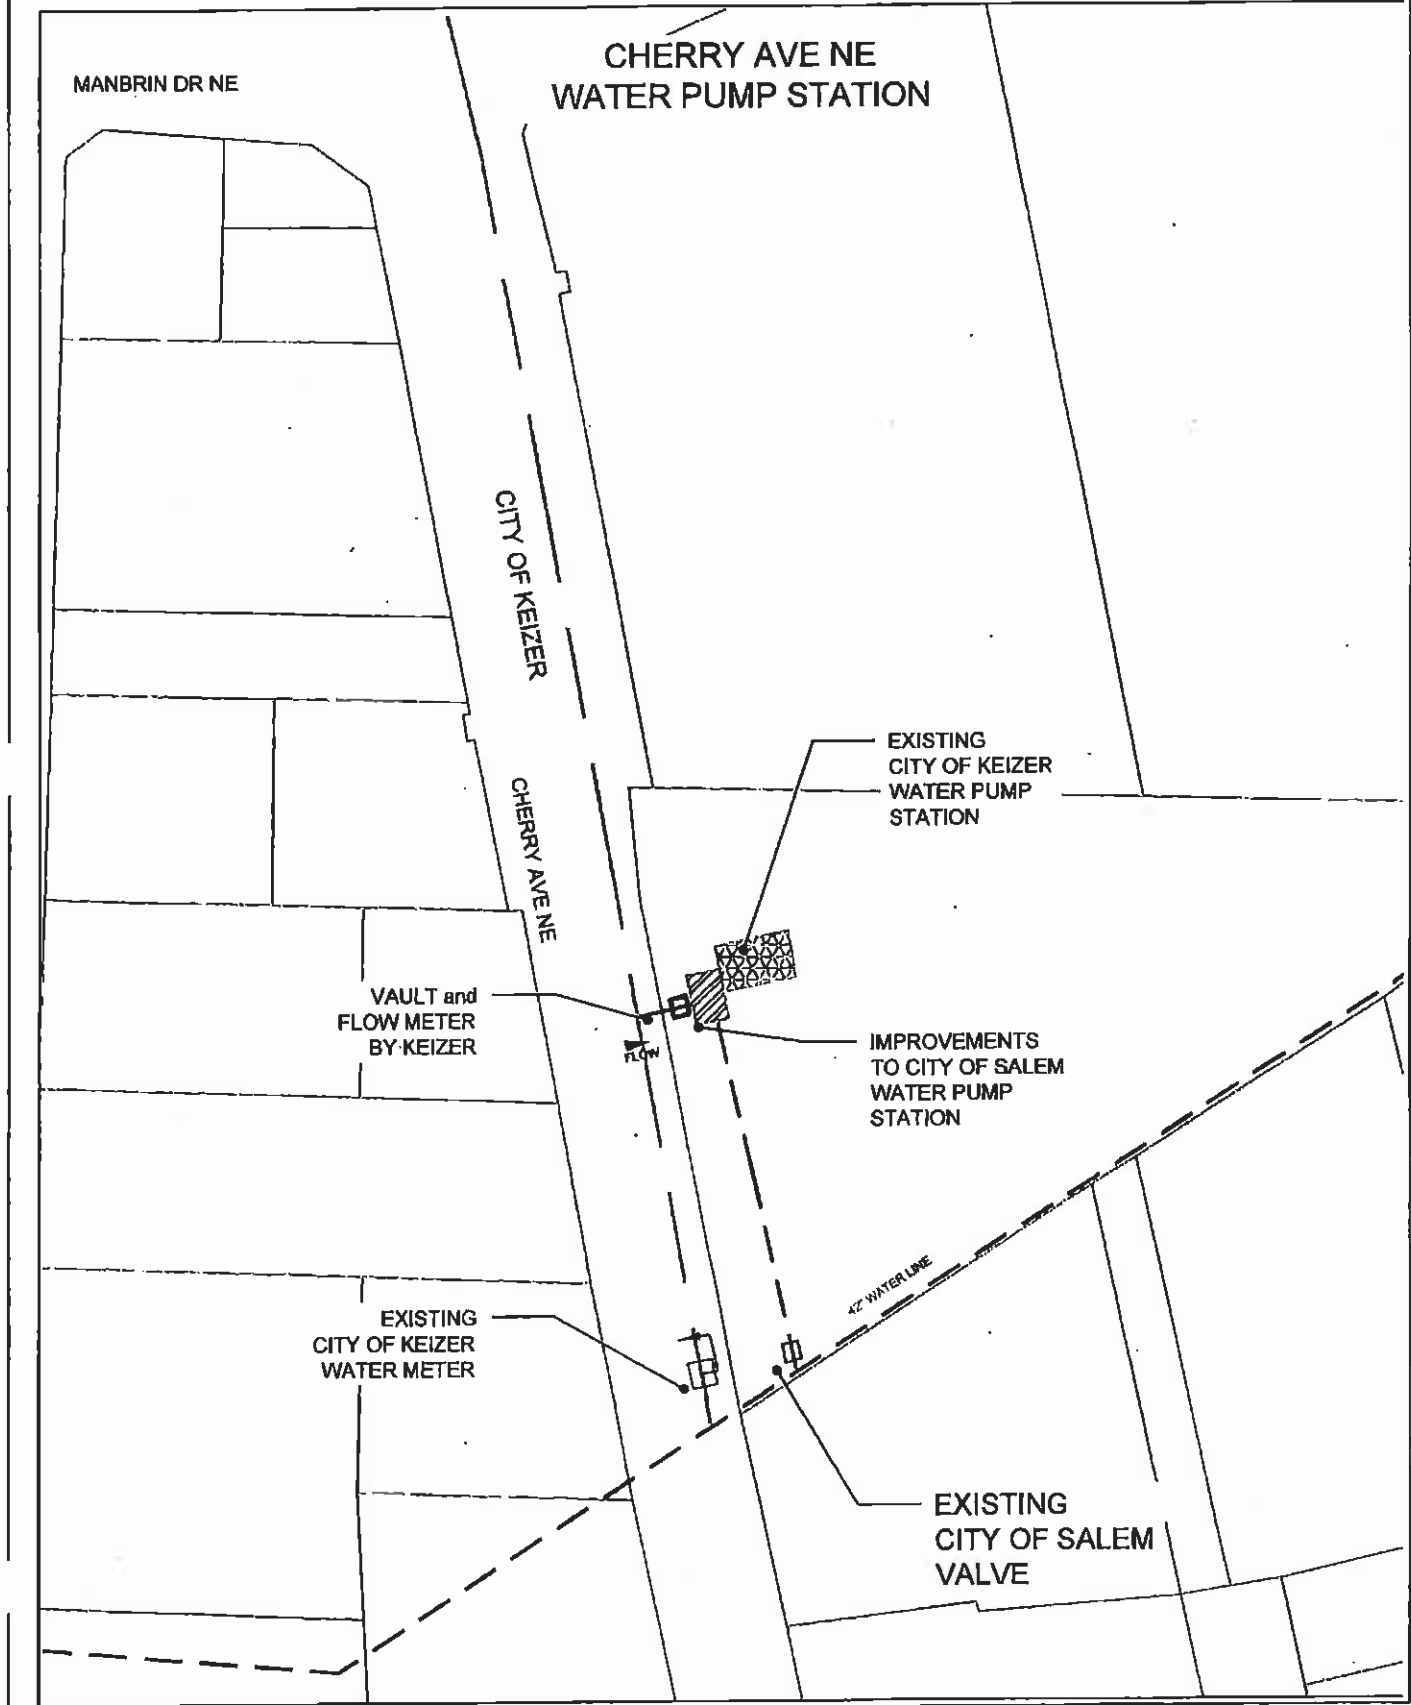 CHERRY AVE NE
WATER PUMP STATION
MANBRIN DR NE
CITY OF KEIZER
EXISTING
CITY OF KEIZER
WATER PUMP
STATION
CHERRY AVE NE
VAULT and
FLOW METER
BY KEIZER
FLOW
IMPROVEMENTS
TO CITY OF SALEM
WATER PUMP
STATION
42" WATER LINE
EXISTING
CITY OF KEIZER
WATER METER
EXISTING
CITY OF SALEM
VALVE